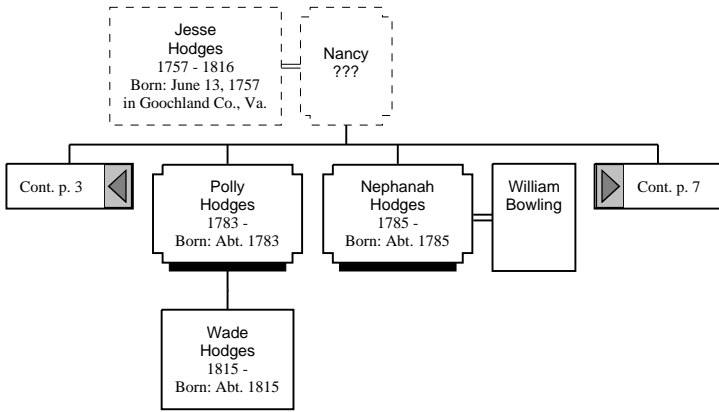 Jesse
Hodges
1757 - 1816
Born: June 13, 1757
in Goochland Co., Va.
Nancy
???
Cont. p. 3
Polly
Hodges
1783 -
Born: Abt. 1783
Nephanah
Hodges
1785 -
Born: Abt. 1785
William
Bowling
Cont. p. 7
Wade
Hodges
1815 -
Born: Abt. 1815